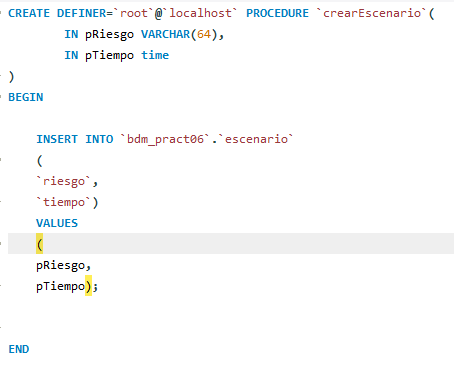 CREATE DEFINER=`root`@`localhost` PROCEDURE `crearEscenario`(
IN pRiesgo VARCHAR(64),
IN pTiempo time
)
BEGIN
INSERT INTO `bdm_pract06`.`escenario`
(
`riesgo`,
`tiempo`)
VALUES
(
pRiesgo,
pTiempo);
END